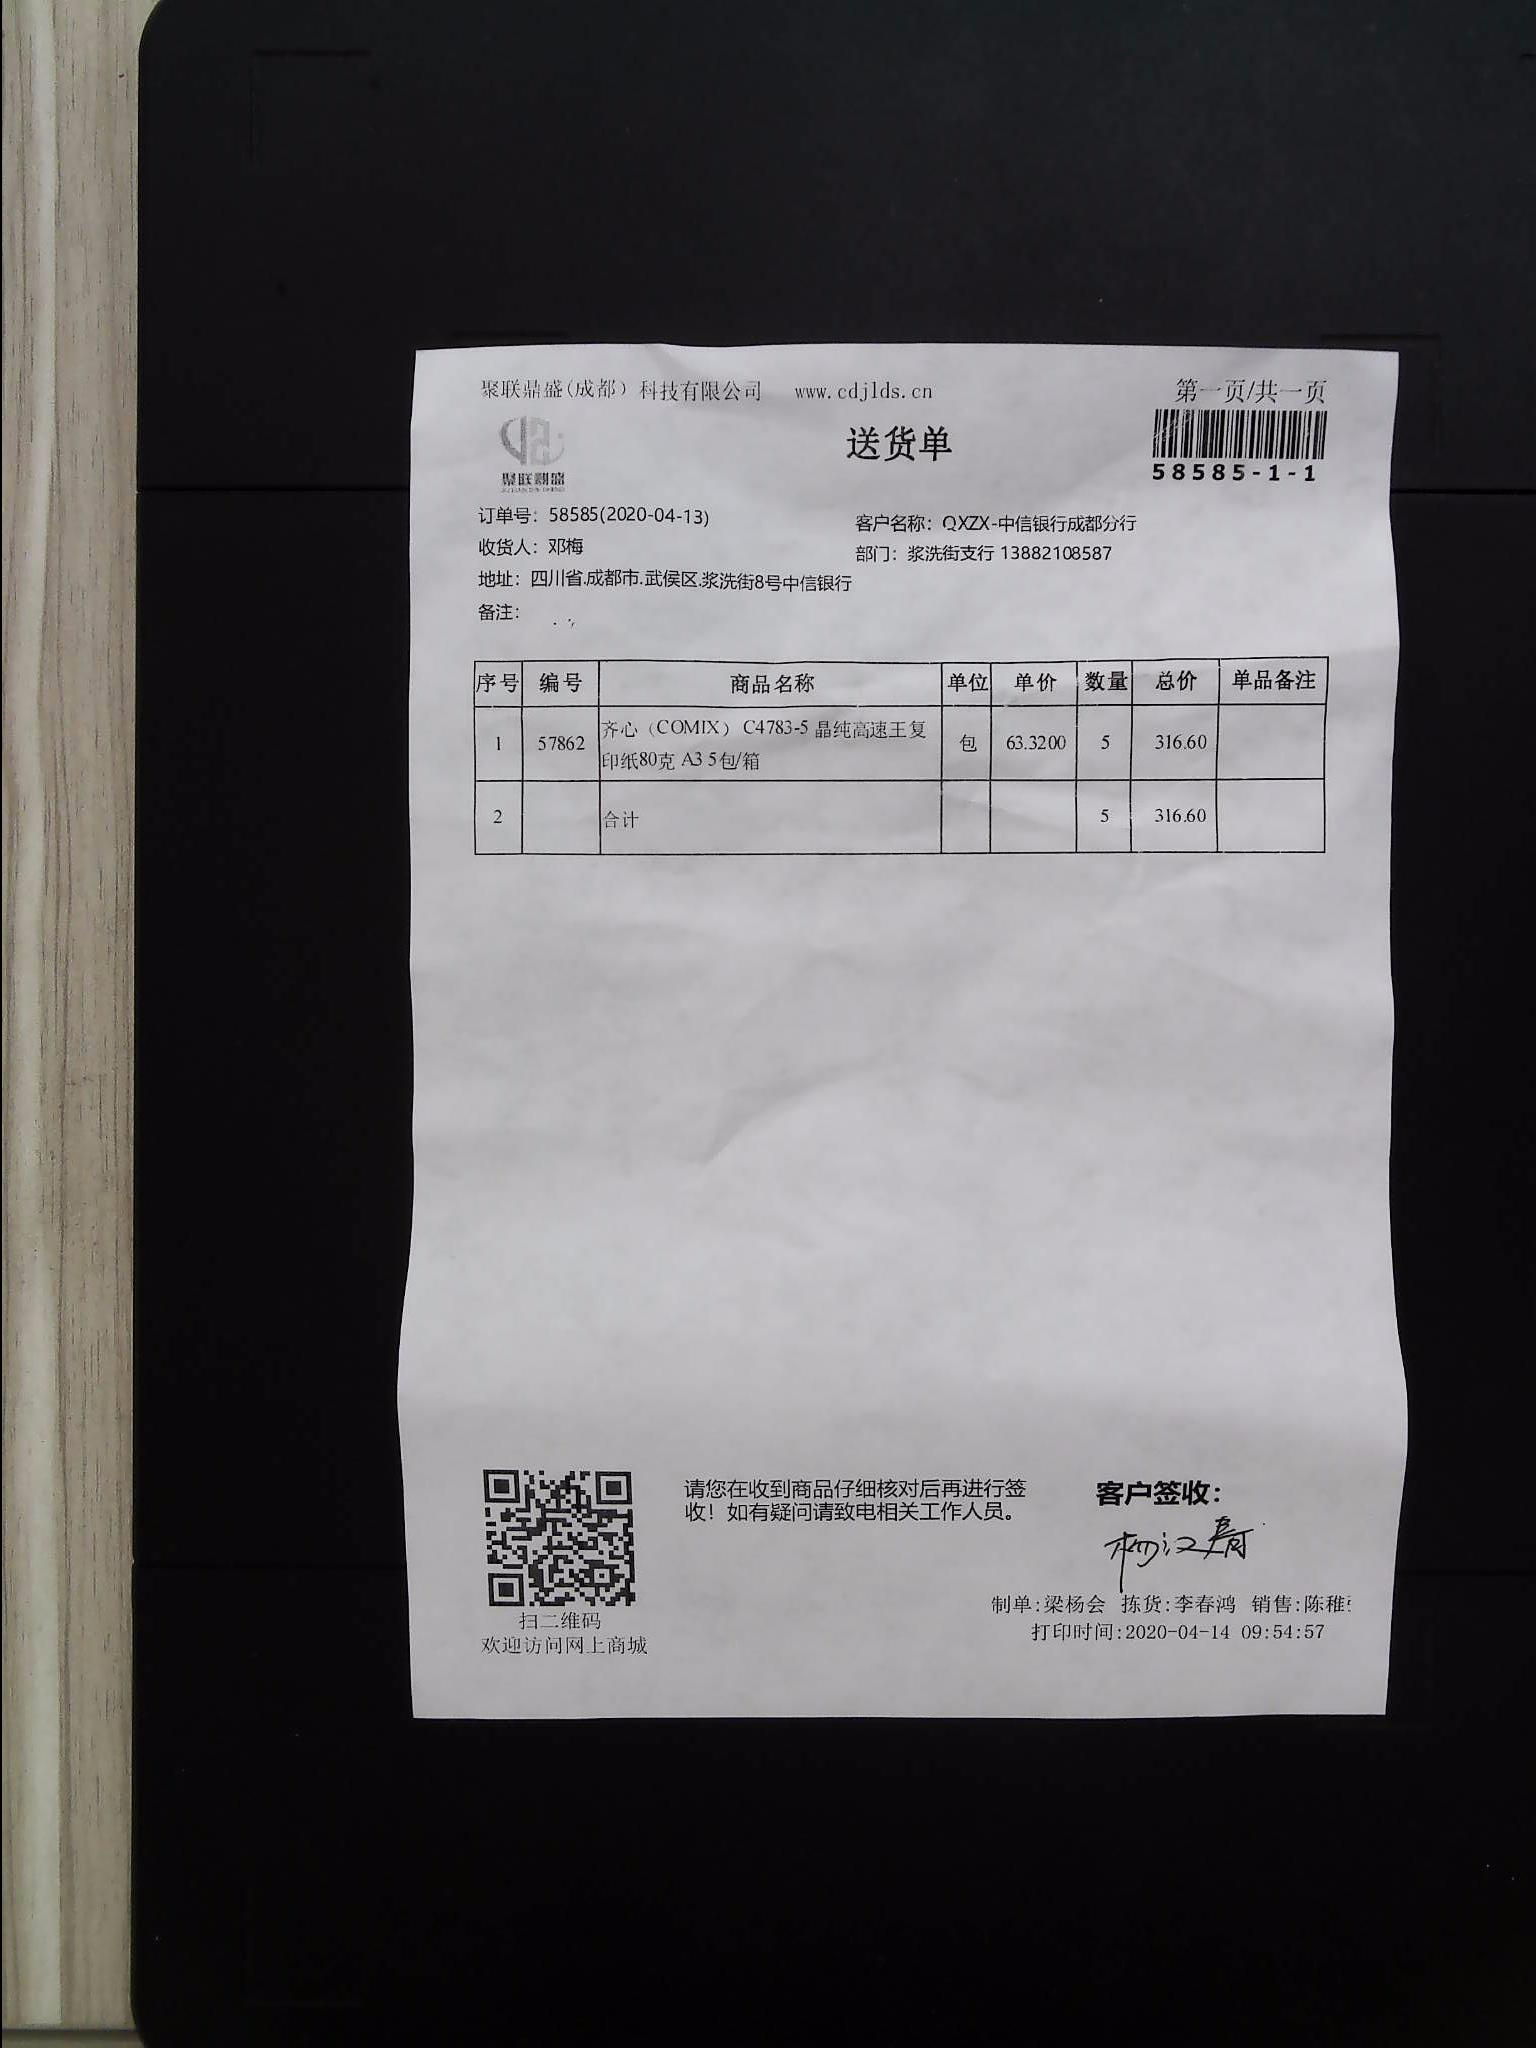 聚联鼎盛(成都）科技有限公司 www.cdjlds.cn 第一页/共一页
聚联鼎盛
送货单
58585-1-1
订单号：58585(2020-04-13) 客户名称：QXZX-中信银行成都分行
收货人：邓梅 部门：浆洗街支行 13882108587
地址：四川省.成都市.武侯区.浆洗街8号中信银行
备注：
序号 编号 商品名称 单位 单价 数量 总价 单品备注
1 57862 齐心（COMIX） C4783-5 晶纯高速王复印纸80克 A3 5包/箱 包 63.3200 5 316.60
2 合计 5 316.60
请您在收到商品仔细核对后再进行签
收！如有疑问请致电相关工作人员。
客户签收：
扫二维码
欢迎访问网上商城
制单:梁杨会 拣货:李春鸿 销售:陈稚
打印时间:2020-04-14 09:54:57